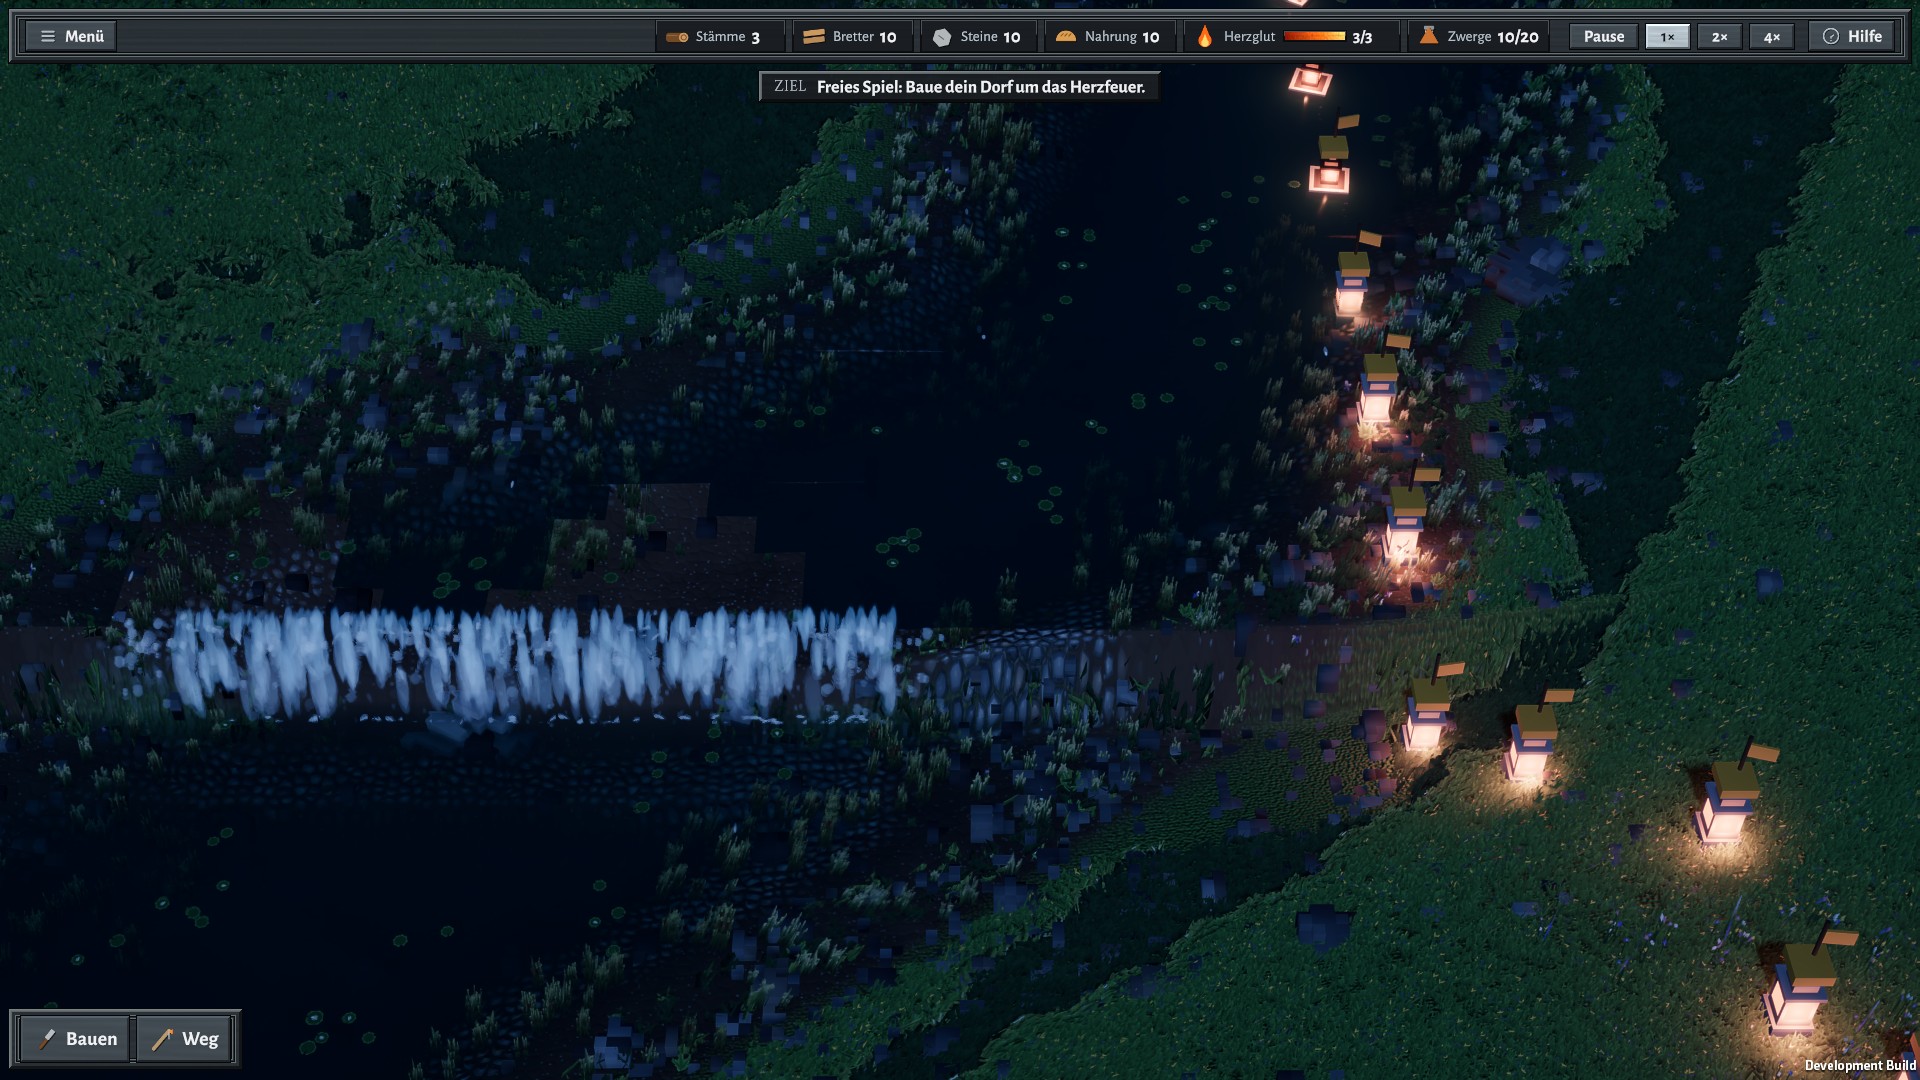 Menü
Stämme 3
Bretter 10
Steine 10
Nahrung 10
Herzglut 3/3
Zwerge 10/20
Pause
1×
2×
4×
Hilfe
ZIEL Freies Spiel: Baue dein Dorf um das Herzfeuer.
Bauen
Weg
Development Build